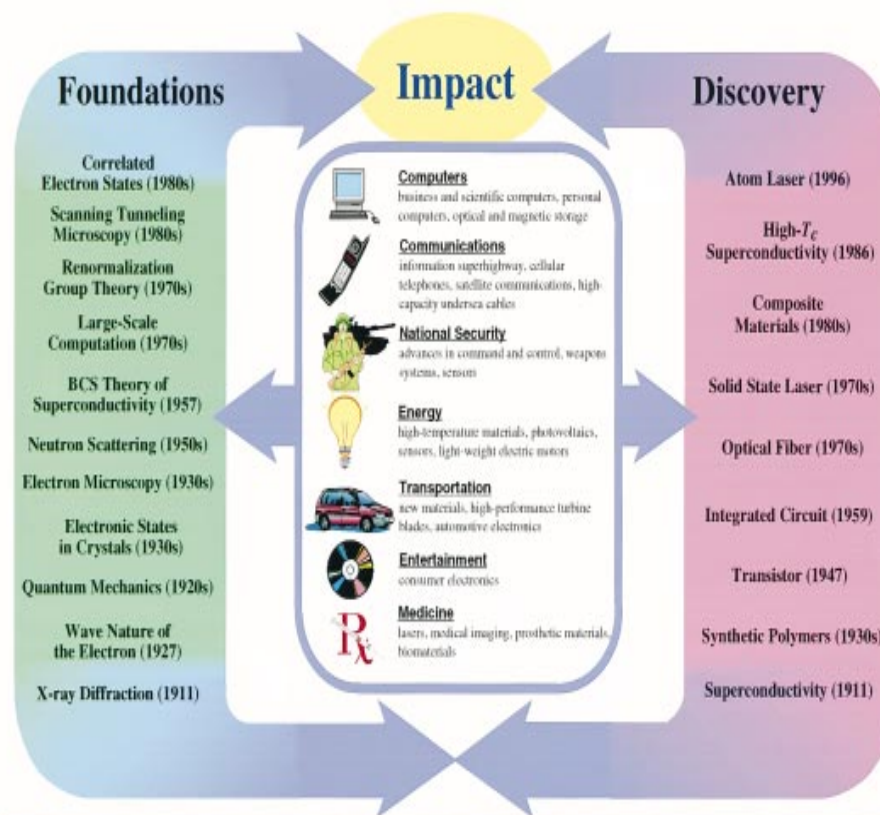 Foundations
Correlated
Electron States (1980s)
Scanning Tunneling
Microscopy (1980s)
Renormalization
Group Theory (1970s)
Large-Scale
Computation (1970s)
BCS Theory of
Superconductivity (1957)
Neutron Scattering (1950s)
Electron Microscopy (1930s)
Electronic States
in Crystals (1930s)
Quantum Mechanics (1920s)
Wave Nature of
the Electron (1927)
X-ray Diffraction (1911)
Impact
Computers
business and scientific computers, personal
computers, optical and magnetic storage
Communications
information superhighway, cellular
telephones, satellite communications, high-
capacity undersea cables
National Security
advances in command and control, weapons
systems, sensors
Energy
high-temperature materials, photovoltaics,
sensors, light-weight electric motors
Transportation
new materials, high-performance turbine
blades, automotive electronics
Entertainment
consumer electronics
Rx
Medicine
lasers, medical imaging, prosthetic materials,
biomaterials
Discovery
Atom Laser (1996)
High-Tc
Superconductivity (1986)
Composite
Materials (1980s)
Solid State Laser (1970s)
Optical Fiber (1970s)
Integrated Circuit (1959)
Transistor (1947)
Synthetic Polymers (1930s)
Superconductivity (1911)